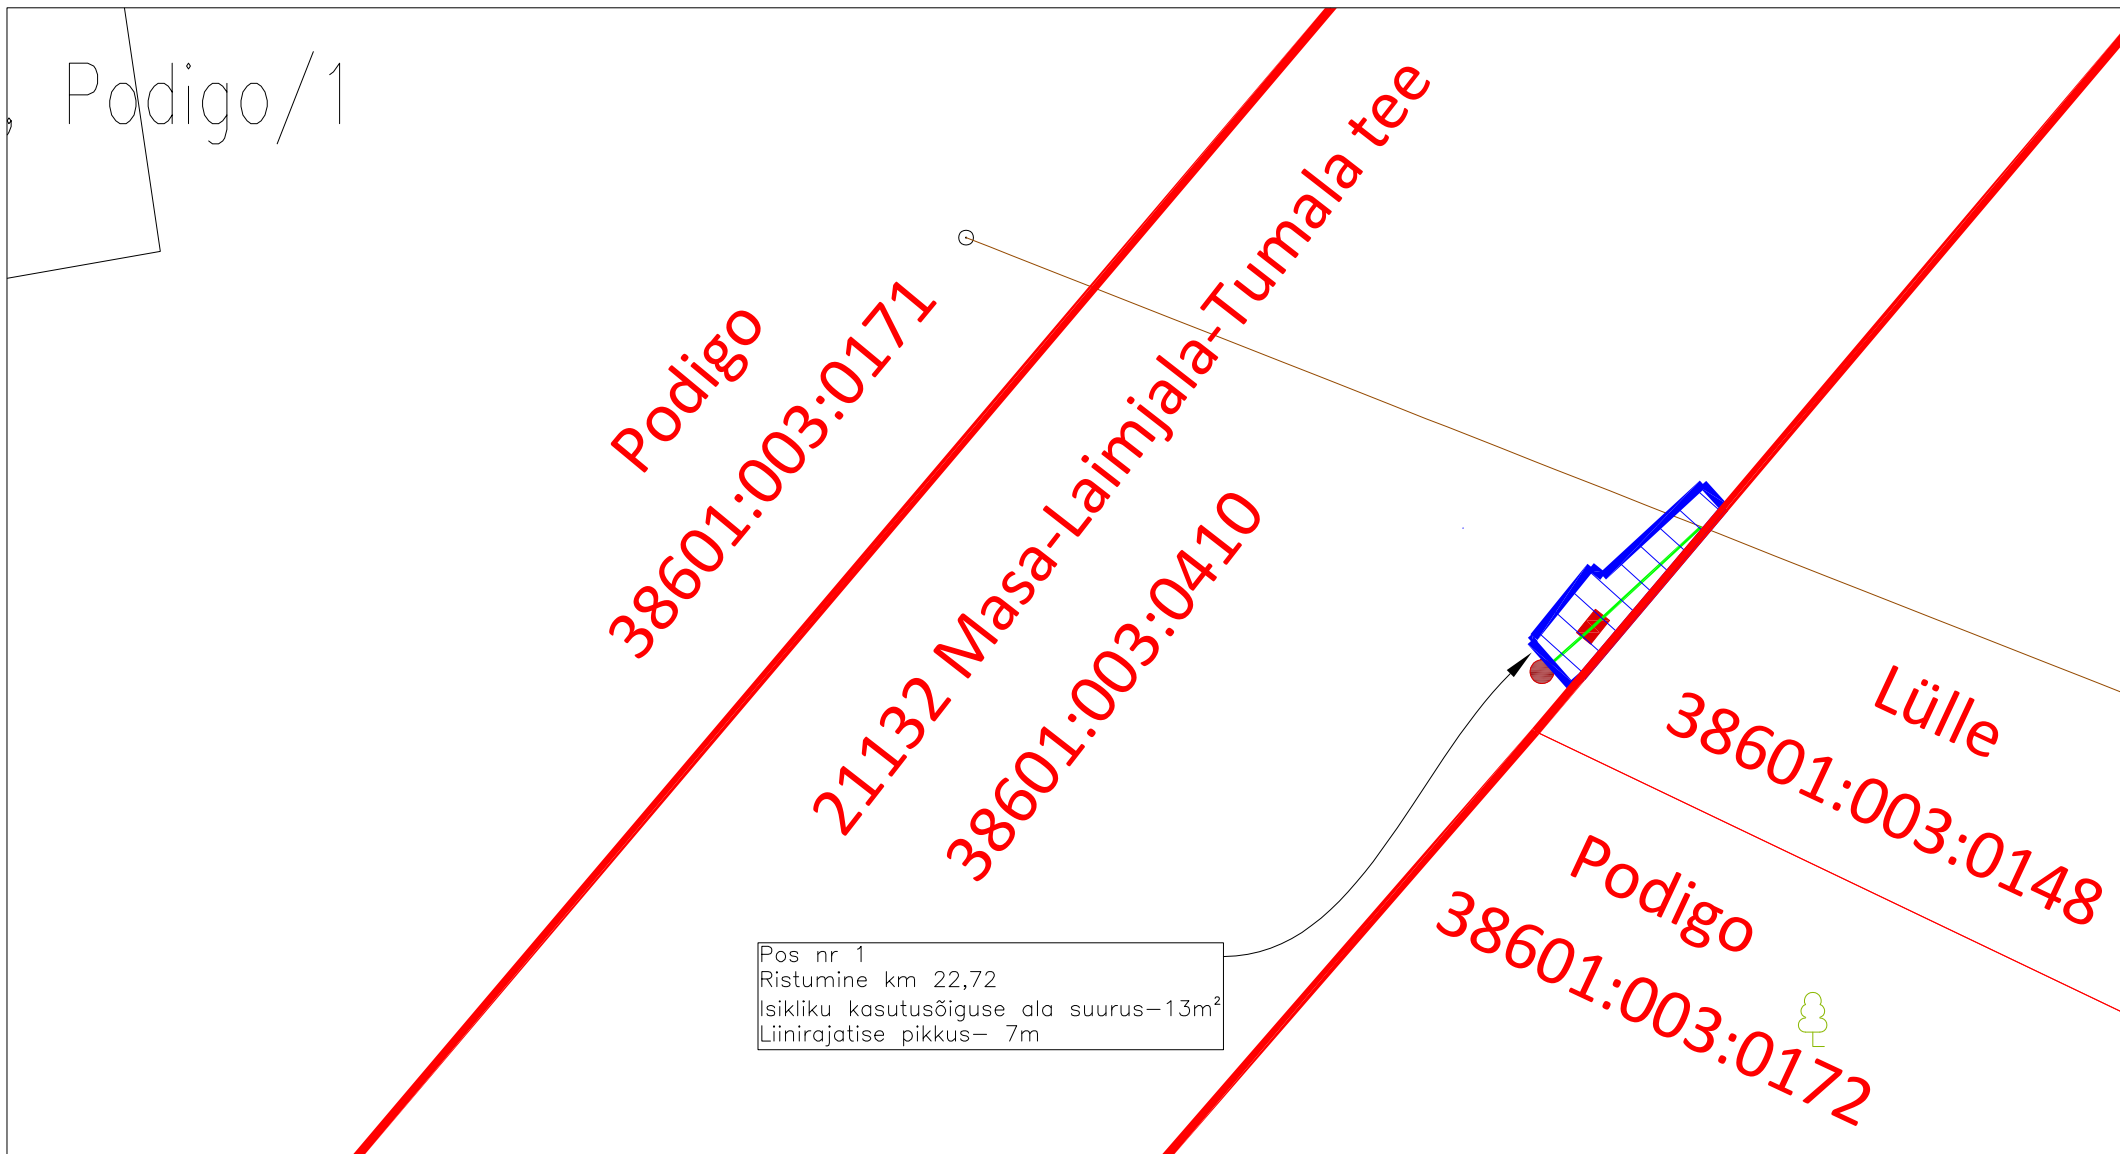 Podigo/1
Podigo
38601:003:0171
21132 Masa-Laimjala-Tumala tee
38601:003:0410
Lülle
38601:003:0148
Podigo
38601:003:0172
Pos nr 1
Ristumine km 22,72
Isikliku kasutusõiguse ala suurus-13m²
Liinirajatise pikkus- 7m